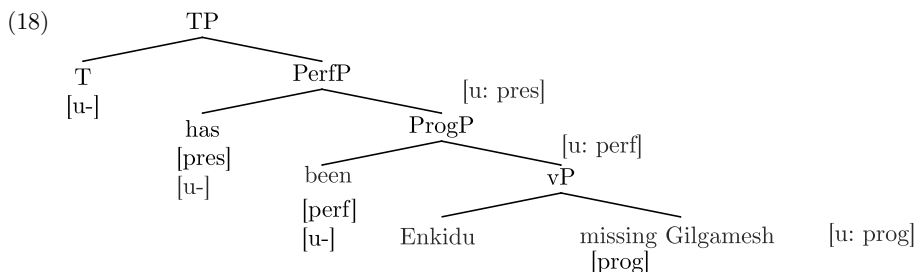 (18) TP
T PerfP
[u-] [u: pres]
has ProgP
[pres] [u: perf]
[u-] been vP
[perf]
[u-] Enkidu missing Gilgamesh [u: prog]
[prog]